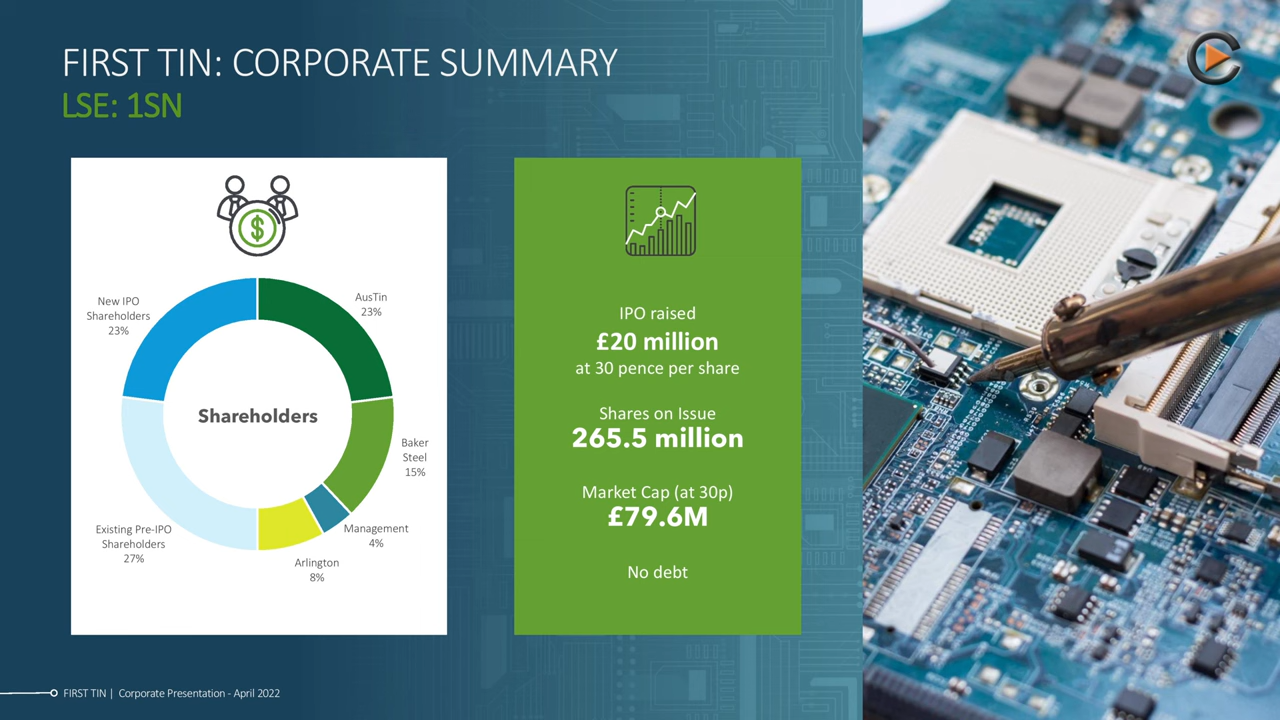 FIRST TIN: CORPORATE SUMMARY
LSE: 1SN
$
New IPO
Shareholders
23%
AusTin
23%
Shareholders
Baker
Steel
15%
Existing Pre-IPO
Shareholders
27%
Management
4%
Arlington
8%
IPO raised
£20 million
at 30 pence per share
Shares on Issue
265.5 million
Market Cap (at 30p)
£79.6M
No debt
FIRST TIN | Corporate Presentation - April 2022